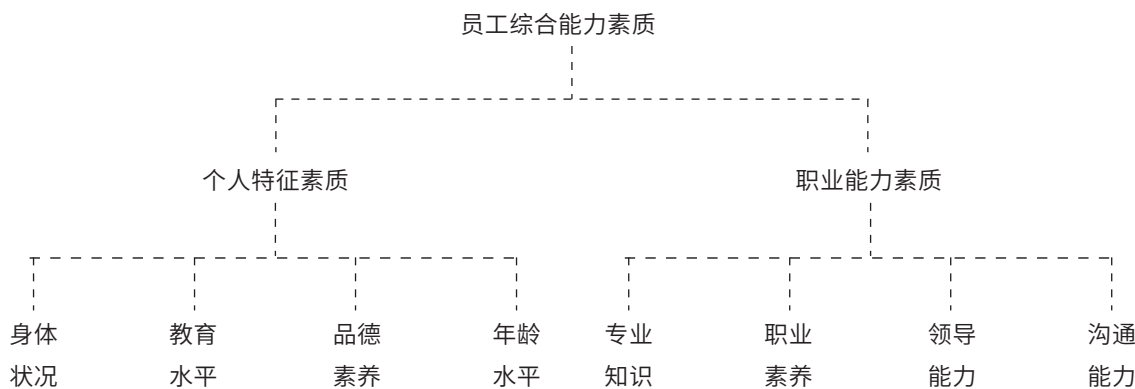 员工综合能力素质
个人特征素质
职业能力素质
身体
状况
教育
水平
品德
素养
年龄
水平
专业
知识
职业
素养
领导
能力
沟通
能力